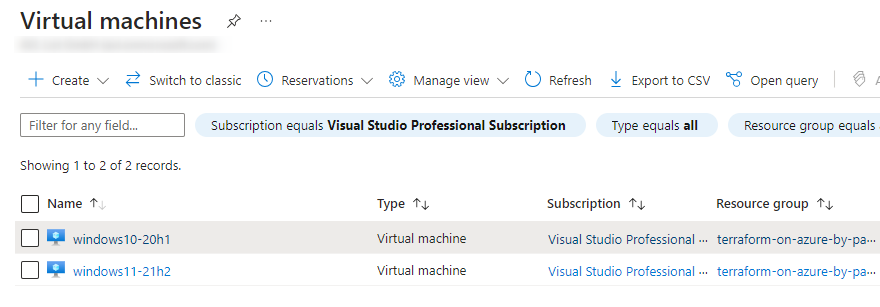 Virtual machines
Create Switch to classic Reservations Manage view Refresh Export to CSV Open query
Filter for any field... Subscription equals Visual Studio Professional Subscription Type equals all Resource group equals
Showing 1 to 2 of 2 records.
Name Type Subscription Resource group
windows10-20h1 Virtual machine Visual Studio Professional ... terraform-on-azure-by-pa...
windows11-21h2 Virtual machine Visual Studio Professional ... terraform-on-azure-by-pa...